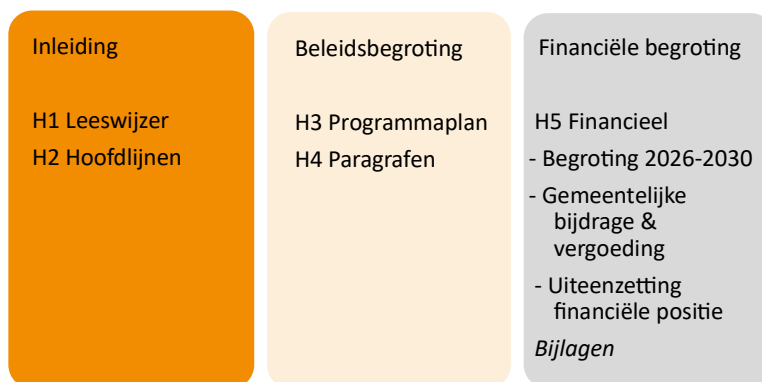 Inleiding
H1 Leeswijzer
H2 Hoofdlijnen
Beleidsbegroting
H3 Programmaplan
H4 Paragrafen
Financiële begroting
H5 Financieel
- Begroting 2026-2030
- Gemeentelijke
bijdrage &
vergoeding
- Uiteenzetting
financiële positie
Bijlagen